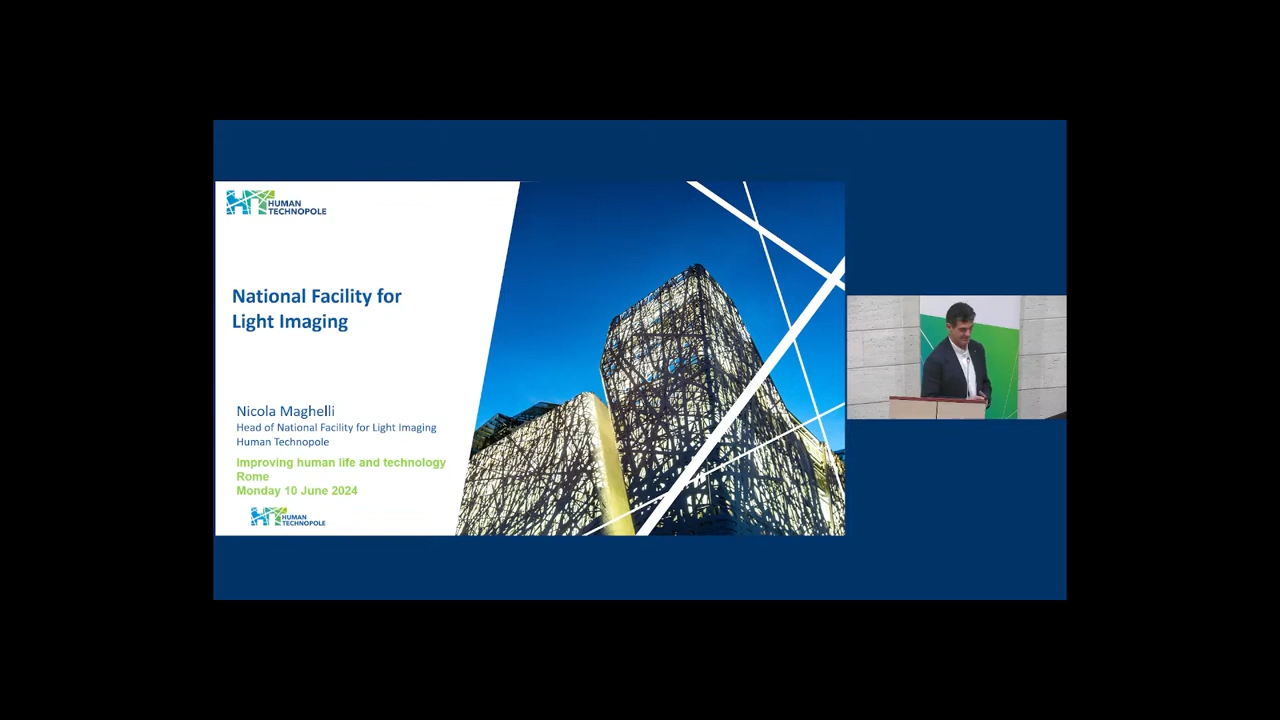 HUMAN
TECHNOPOLE
National Facility for
Light Imaging
Nicola Maghelli
Head of National Facility for Light Imaging
Human Technopole
Improving human life and technology
Rome
Monday 10 June 2024
HUMAN
TECHNOPOLE